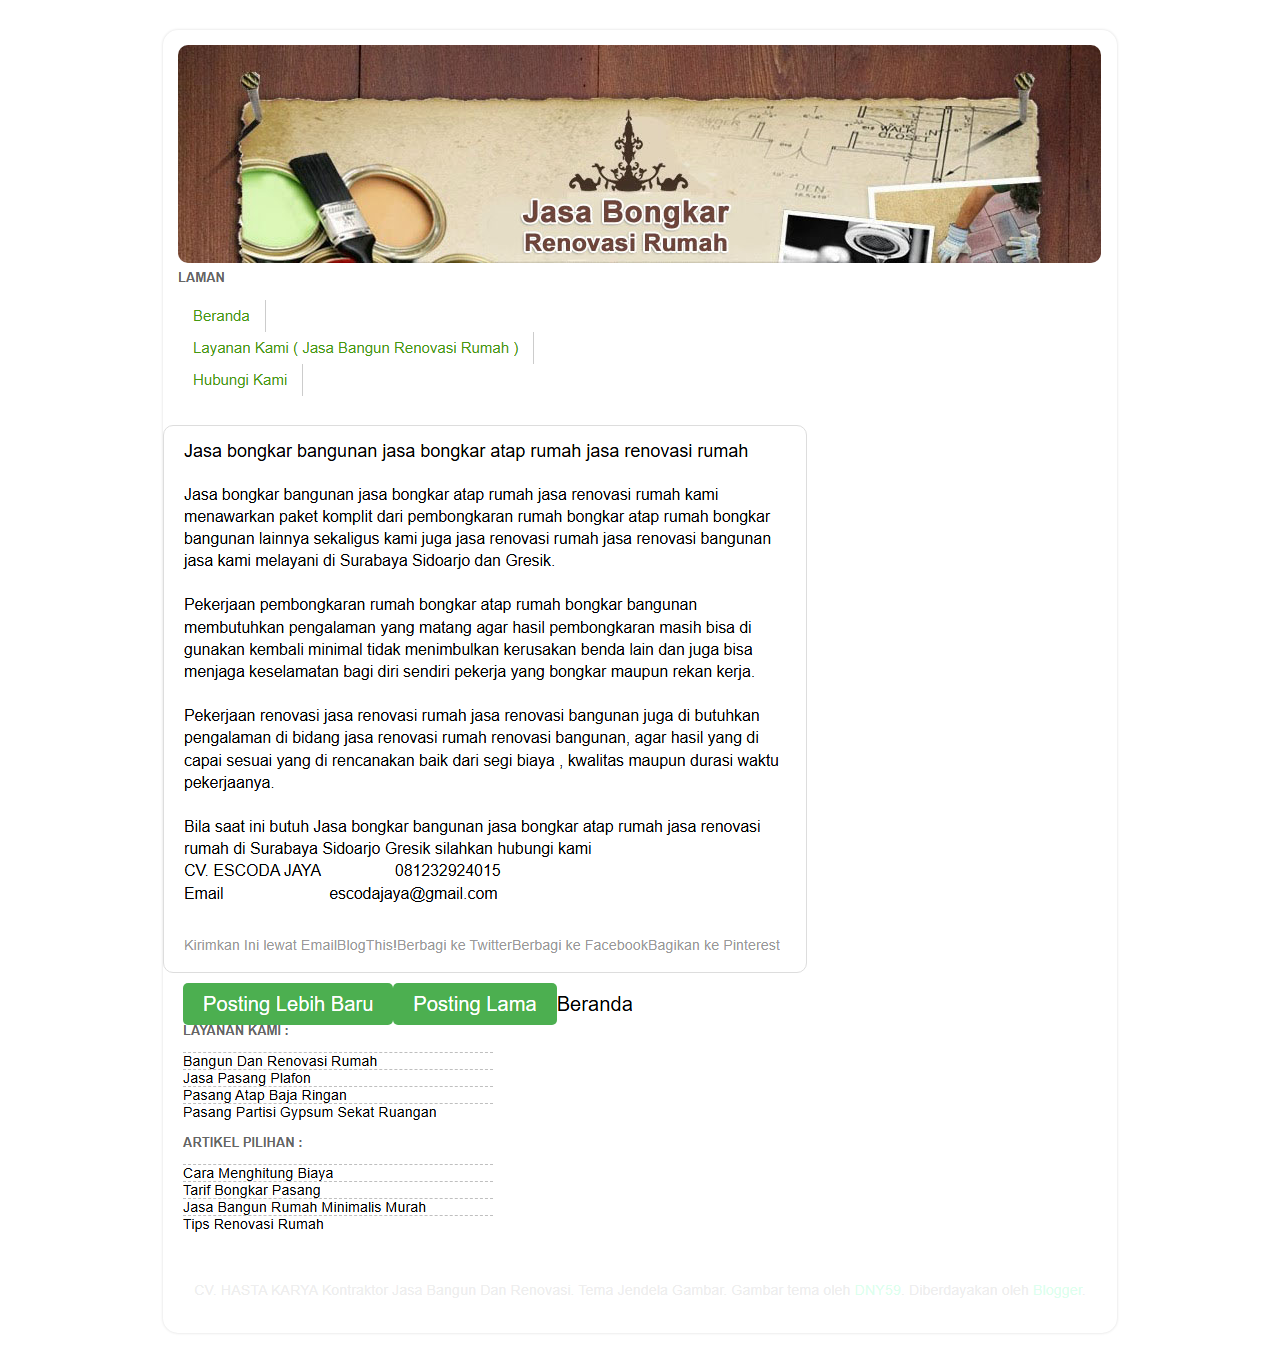 WALK IN
CLOSET
DEN
Jasa Bongkar
Renovasi Rumah
LAMAN
Beranda
Layanan Kami ( Jasa Bangun Renovasi Rumah )
Hubungi Kami
Jasa bongkar bangunan jasa bongkar atap rumah jasa renovasi rumah
Jasa bongkar bangunan jasa bongkar atap rumah jasa renovasi rumah kami
menawarkan paket komplit dari pembongkaran rumah bongkar atap rumah bongkar
bangunan lainnya sekaligus kami juga jasa renovasi rumah jasa renovasi bangunan
jasa kami melayani di Surabaya Sidoarjo dan Gresik.
Pekerjaan pembongkaran rumah bongkar atap rumah bongkar bangunan
membutuhkan pengalaman yang matang agar hasil pembongkaran masih bisa di
gunakan kembali minimal tidak menimbulkan kerusakan benda lain dan juga bisa
menjaga keselamatan bagi diri sendiri pekerja yang bongkar maupun rekan kerja.
Pekerjaan renovasi jasa renovasi rumah jasa renovasi bangunan juga di butuhkan
pengalaman di bidang jasa renovasi rumah renovasi bangunan, agar hasil yang di
capai sesuai yang di rencanakan baik dari segi biaya , kwalitas maupun durasi waktu
pekerjaanya.
Bila saat ini butuh Jasa bongkar bangunan jasa bongkar atap rumah jasa renovasi
rumah di Surabaya Sidoarjo Gresik silahkan hubungi kami
CV. ESCODA JAYA 081232924015
Email escodajaya@gmail.com
Kirimkan Ini lewat EmailBlogThis!Berbagi ke TwitterBerbagi ke FacebookBagikan ke Pinterest
Posting Lebih Baru Posting Lama Beranda
LAYANAN KAMI :
Bangun Dan Renovasi Rumah
Jasa Pasang Plafon
Pasang Atap Baja Ringan
Pasang Partisi Gypsum Sekat Ruangan
ARTIKEL PILIHAN :
Cara Menghitung Biaya
Tarif Bongkar Pasang
Jasa Bangun Rumah Minimalis Murah
Tips Renovasi Rumah
CV. HASTA KARYA Kontraktor Jasa Bangun Dan Renovasi. Tema Jendela Gambar. Gambar tema oleh DNY59. Diberdayakan oleh Blogger.